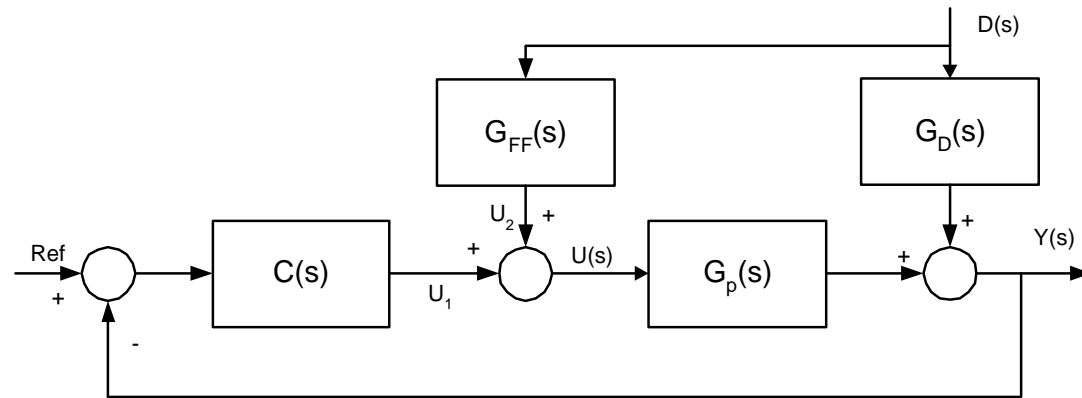 D(s)
G_FF(s)
G_D(s)
U_2
+
+
Ref
+
C(s)
+
U_1
U(s)
G_p(s)
+
Y(s)
-